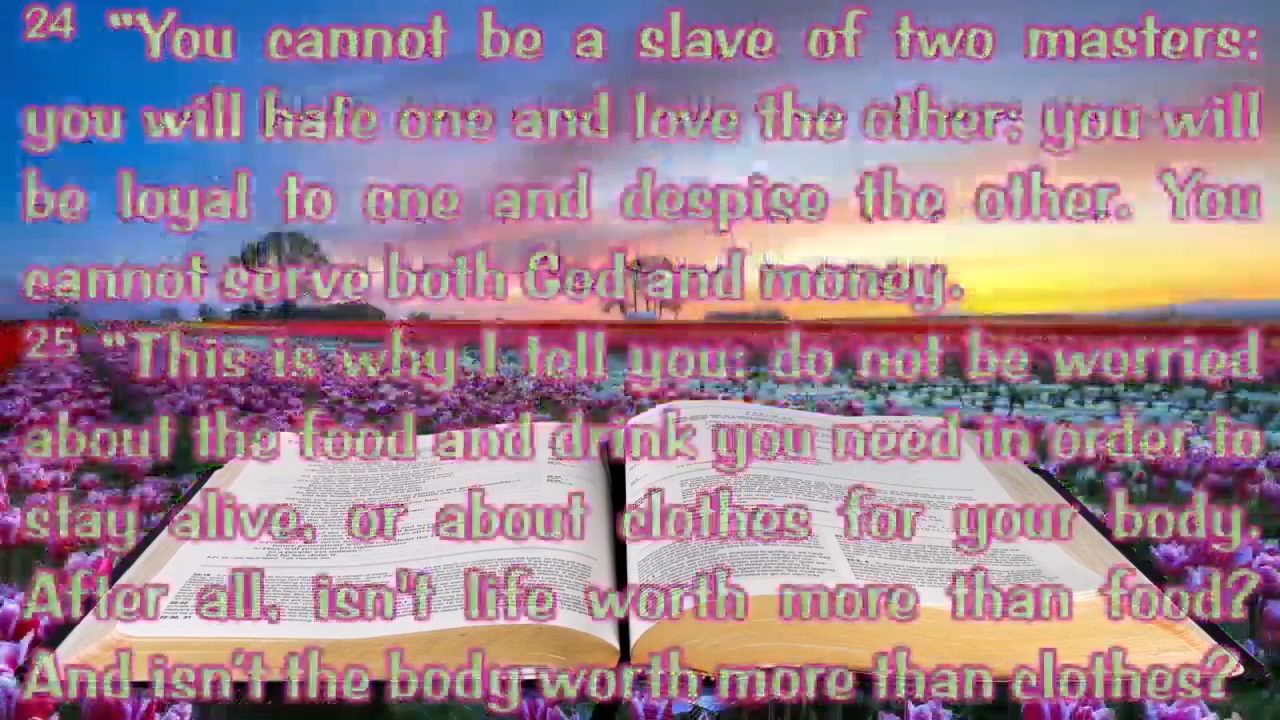 24 "You cannot be a slave of two masters;
you will hate one and love the other; you will
be loyal to one and despise the other. You
cannot serve both God and money.
25 "This is why I tell you: do not be worried
about the food and drink you need in order to
stay alive, or about clothes for your body.
After all, isn't life worth more than food?
And isn't the body worth more than clothes?